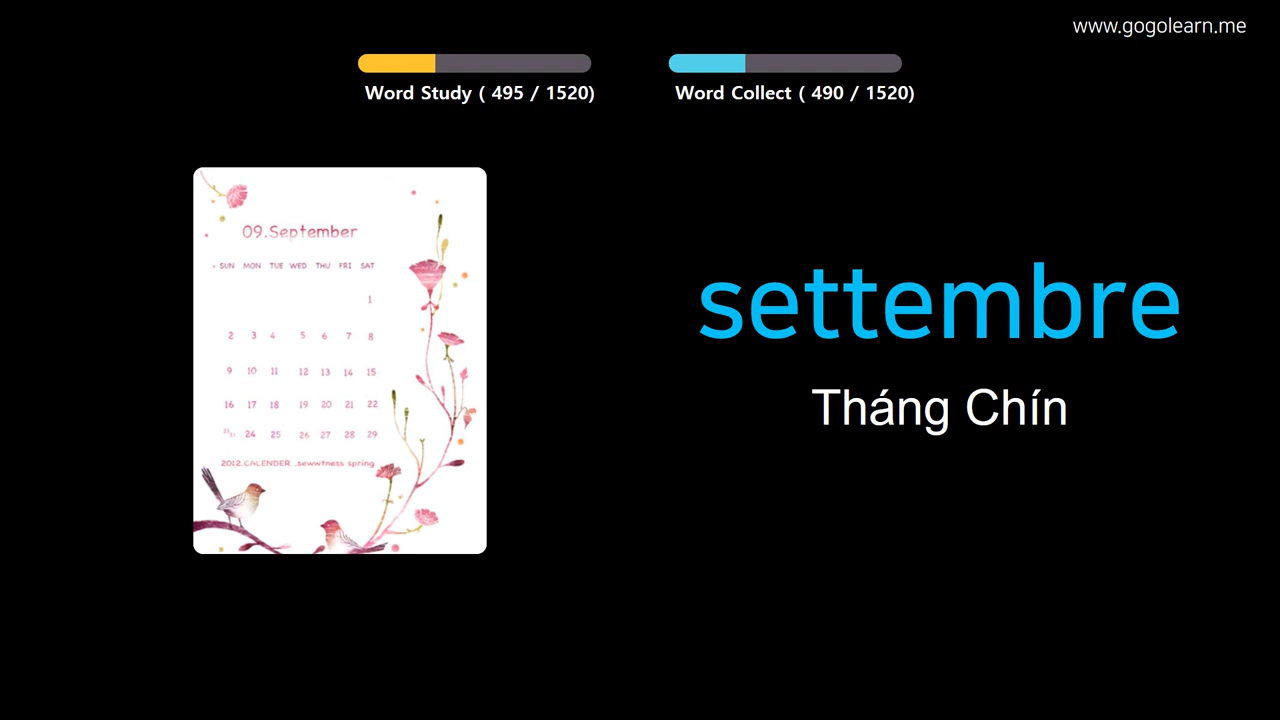 www.gogolearn.me
Word Study ( 495 / 1520)
Word Collect ( 490 / 1520)
09.September
SUN MON TUE WED THU FRI SAT
1
2 3 4 5 6 7 8
9 10 11 12 13 14 15
16 17 18 19 20 21 22
24 25 26 27 28 29
2012.CALENDER .sewwtness spring
settembre
Tháng Chín